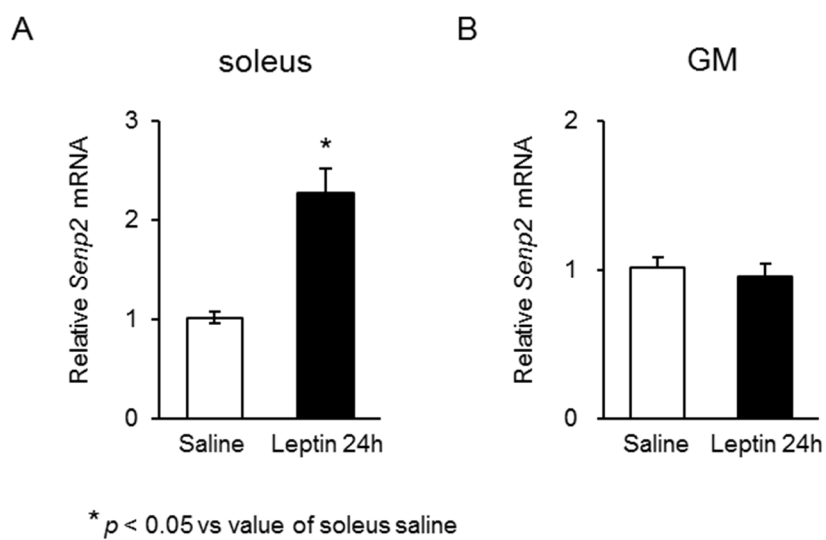 A
soleus
Relative Senp2 mRNA
3
2
1
0
*
Saline
Leptin 24h
B
GM
Relative Senp2 mRNA
2
1
0
Saline
Leptin 24h
* p < 0.05 vs value of soleus saline